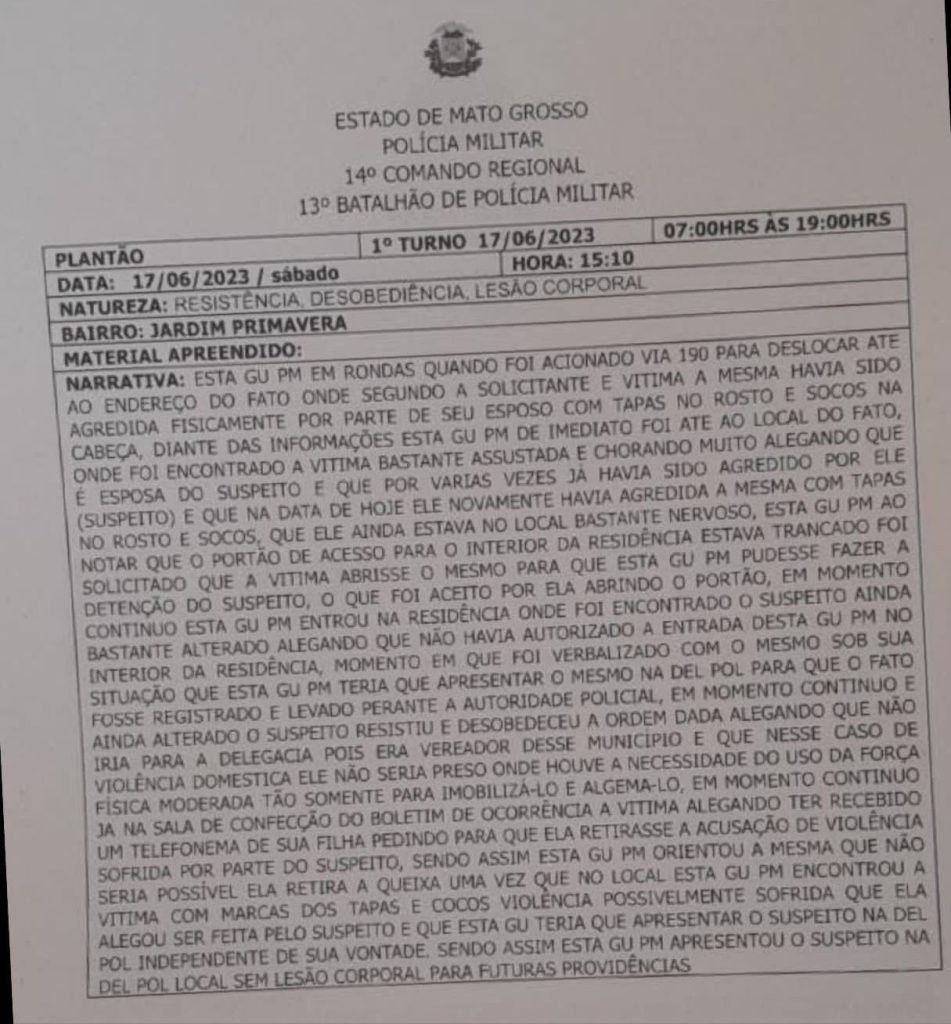 ESTADO DE MATO GROSSO
POLÍCIA MILITAR
14º COMANDO REGIONAL
13º BATALHÃO DE POLÍCIA MILITAR
PLANTÃO 1º TURNO 17/06/2023 07:00HRS ÀS 19:00HRS
DATA: 17/06/2023 / sábado HORA: 15:10
NATUREZA: RESISTÊNCIA, DESOBEDIÊNCIA, LESÃO CORPORAL
BAIRRO: JARDIM PRIMAVERA
MATERIAL APREENDIDO:
NARRATIVA: ESTA GU PM EM RONDAS QUANDO FOI ACIONADO VIA 190 PARA DESLOCAR ATE
AO ENDEREÇO DO FATO ONDE SEGUNDO A SOLICITANTE E VITIMA A MESMA HAVIA SIDO
AGREDIDA FISICAMENTE POR PARTE DE SEU ESPOSO COM TAPAS NO ROSTO E SOCOS NA
CABEÇA, DIANTE DAS INFORMAÇÕES ESTA GU PM DE IMEDIATO FOI ATE AO LOCAL DO FATO,
ONDE FOI ENCONTRADO A VITIMA BASTANTE ASSUSTADA E CHORANDO MUITO ALEGANDO QUE
É ESPOSA DO SUSPEITO E QUE POR VARIAS VEZES JÁ HAVIA SIDO AGREDIDO POR ELE
(SUSPEITO) E QUE NA DATA DE HOJE ELE NOVAMENTE HAVIA AGREDIDA A MESMA COM TAPAS
NO ROSTO E SOCOS, QUE ELE AINDA ESTAVA NO LOCAL BASTANTE NERVOSO, ESTA GU PM AO
NOTAR QUE O PORTÃO DE ACESSO PARA O INTERIOR DA RESIDÊNCIA ESTAVA TRANCADO FOI
SOLICITADO QUE A VITIMA ABRISSE O MESMO PARA QUE ESTA GU PM PUDESSE FAZER A
DETENÇÃO DO SUSPEITO, O QUE FOI ACEITO POR ELA ABRINDO O PORTÃO, EM MOMENTO
CONTINUO ESTA GU PM ENTROU NA RESIDÊNCIA ONDE FOI ENCONTRADO O SUSPEITO AINDA
BASTANTE ALTERADO ALEGANDO QUE NÃO HAVIA AUTORIZADO A ENTRADA DESTA GU PM NO
INTERIOR DA RESIDÊNCIA, MOMENTO EM QUE FOI VERBALIZADO COM O MESMO SOB SUA
SITUAÇÃO QUE ESTA GU PM TERIA QUE APRESENTAR O MESMO NA DEL POL PARA QUE O FATO
FOSSE REGISTRADO E LEVADO PERANTE A AUTORIDADE POLICIAL, EM MOMENTO CONTINUO E
AINDA ALTERADO O SUSPEITO RESISTIU E DESOBEDECEU A ORDEM DADA ALEGANDO QUE NÃO
IRIA PARA A DELEGACIA POIS ERA VEREADOR DESSE MUNICÍPIO E QUE NESSE CASO DE
VIOLÊNCIA DOMESTICA ELE NÃO SERIA PRESO ONDE HOUVE A NECESSIDADE DO USO DA FORÇA
FÍSICA MODERADA TÃO SOMENTE PARA IMOBILIZÁ-LO E ALGEMA-LO, EM MOMENTO CONTINUO
JA NA SALA DE CONFECÇÃO DO BOLETIM DE OCORRÊNCIA A VITIMA ALEGANDO TER RECEBIDO
UM TELEFONEMA DE SUA FILHA PEDINDO PARA QUE ELA RETIRASSE A ACUSAÇÃO DE VIOLÊNCIA
SOFRIDA POR PARTE DO SUSPEITO, SENDO ASSIM ESTA GU PM ORIENTOU A MESMA QUE NÃO
SERIA POSSÍVEL ELA RETIRA A QUEIXA UMA VEZ QUE NO LOCAL ESTA GU PM ENCONTROU A
VITIMA COM MARCAS DOS TAPAS E COCOS VIOLÊNCIA POSSIVELMENTE SOFRIDA QUE ELA
ALEGOU SER FEITA PELO SUSPEITO E QUE ESTA GU TERIA QUE APRESENTAR O SUSPEITO NA DEL
POL INDEPENDENTE DE SUA VONTADE. SENDO ASSIM ESTA GU PM APRESENTOU O SUSPEITO NA
DEL POL LOCAL SEM LESÃO CORPORAL PARA FUTURAS PROVIDÊNCIAS